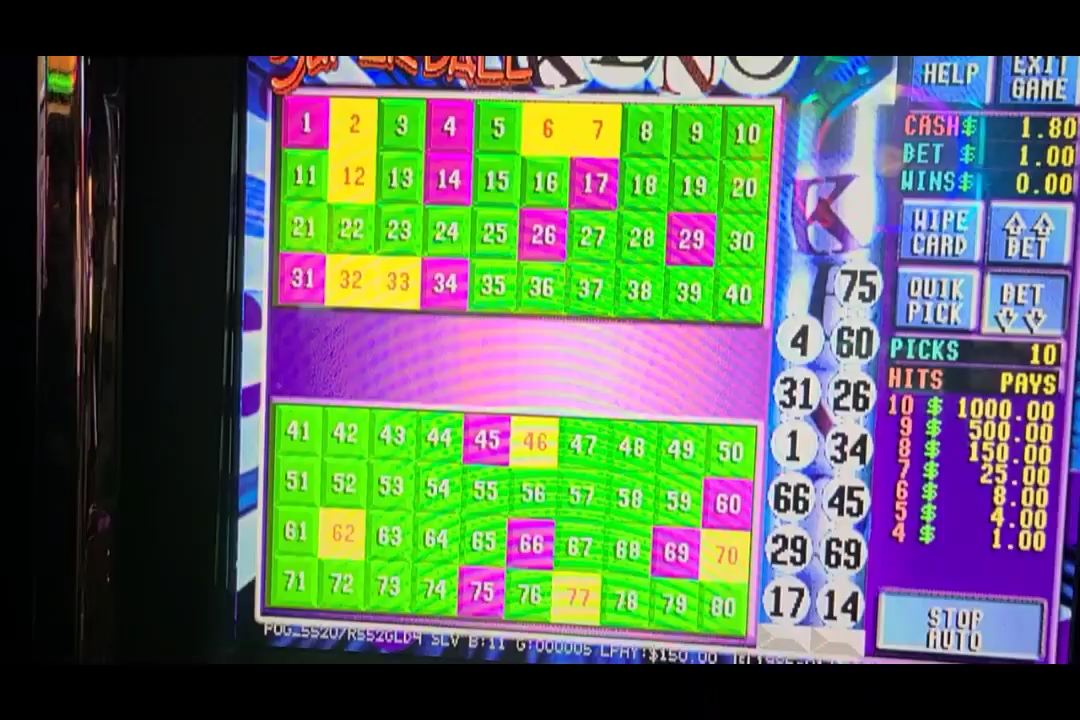 SUPERBALL KENO
HELP
EXIT GAME
1 2 3 4 5 6 7 8 9 10
11 12 13 14 15 16 17 18 19 20
21 22 23 24 25 26 27 28 29 30
31 32 33 34 35 36 37 38 39 40
41 42 43 44 45 46 47 48 49 50
51 52 53 54 55 56 57 58 59 60
61 62 63 64 65 66 67 68 69 70
71 72 73 74 75 76 77 78 79 80
75
4 60
31 26
1 34
66 45
29 69
17 14
CASH$ 1.80
BET $ 1.00
WINS$ 0.00
WIPE CARD
BET
QUIK PICK
BET
PICKS 10
HITS PAYS
10 $ 1000.00
9 $ 500.00
8 $ 150.00
7 $ 25.00
6 $ 8.00
5 $ 4.00
4 $ 1.00
STOP AUTO
SLV B:11 G:000005 LPAY:$150.00